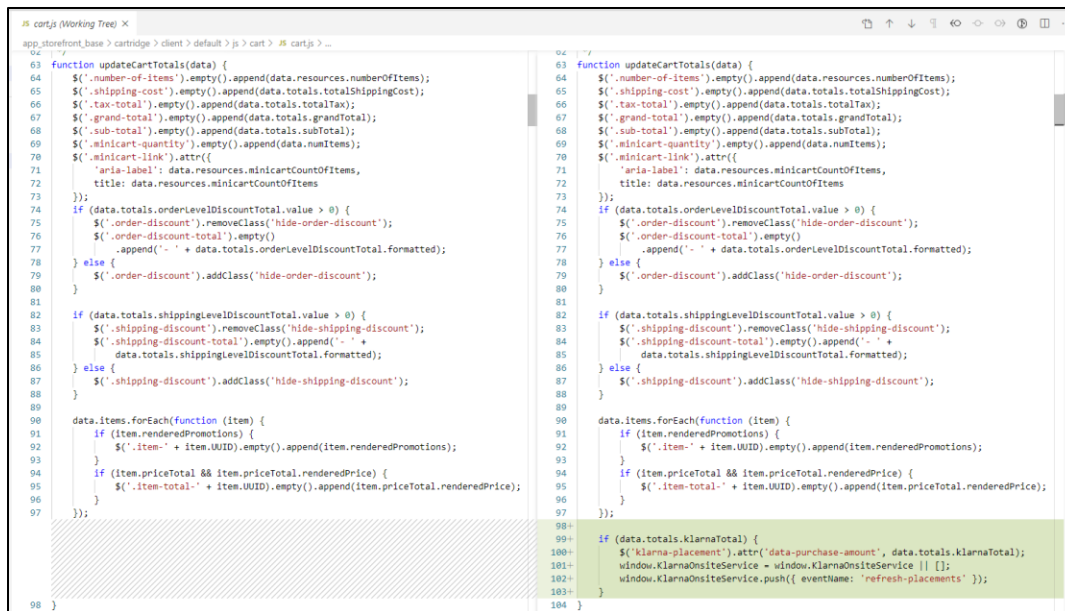 JS cart.js (Working Tree) ×
app_storefront_base > cartridge > client > default > js > cart > JS cart.js > ...
62 */
63 function updateCartTotals(data) {
64 $('.number-of-items').empty().append(data.resources.numberOfItems);
65 $('.shipping-cost').empty().append(data.totals.totalShippingCost);
66 $('.tax-total').empty().append(data.totals.totalTax);
67 $('.grand-total').empty().append(data.totals.grandTotal);
68 $('.sub-total').empty().append(data.totals.subTotal);
69 $('.minicart-quantity').empty().append(data.numItems);
70 $('.minicart-link').attr({
71 'aria-label': data.resources.minicartCountOfItems,
72 title: data.resources.minicartCountOfItems
73 });
74 if (data.totals.orderLevelDiscountTotal.value > 0) {
75 $('.order-discount').removeClass('hide-order-discount');
76 $('.order-discount-total').empty()
77 .append('- ' + data.totals.orderLevelDiscountTotal.formatted);
78 } else {
79 $('.order-discount').addClass('hide-order-discount');
80 }
81
82 if (data.totals.shippingLevelDiscountTotal.value > 0) {
83 $('.shipping-discount').removeClass('hide-shipping-discount');
84 $('.shipping-discount-total').empty().append('- ' +
85 data.totals.shippingLevelDiscountTotal.formatted);
86 } else {
87 $('.shipping-discount').addClass('hide-shipping-discount');
88 }
89
90 data.items.forEach(function (item) {
91 if (item.renderedPromotions) {
92 $('.item-' + item.UUID).empty().append(item.renderedPromotions);
93 }
94 if (item.priceTotal && item.priceTotal.renderedPrice) {
95 $('.item-total-' + item.UUID).empty().append(item.priceTotal.renderedPrice);
96 }
97 });
98 }
62 */
63 function updateCartTotals(data) {
64 $('.number-of-items').empty().append(data.resources.numberOfItems);
65 $('.shipping-cost').empty().append(data.totals.totalShippingCost);
66 $('.tax-total').empty().append(data.totals.totalTax);
67 $('.grand-total').empty().append(data.totals.grandTotal);
68 $('.sub-total').empty().append(data.totals.subTotal);
69 $('.minicart-quantity').empty().append(data.numItems);
70 $('.minicart-link').attr({
71 'aria-label': data.resources.minicartCountOfItems,
72 title: data.resources.minicartCountOfItems
73 });
74 if (data.totals.orderLevelDiscountTotal.value > 0) {
75 $('.order-discount').removeClass('hide-order-discount');
76 $('.order-discount-total').empty()
77 .append('- ' + data.totals.orderLevelDiscountTotal.formatted);
78 } else {
79 $('.order-discount').addClass('hide-order-discount');
80 }
81
82 if (data.totals.shippingLevelDiscountTotal.value > 0) {
83 $('.shipping-discount').removeClass('hide-shipping-discount');
84 $('.shipping-discount-total').empty().append('- ' +
85 data.totals.shippingLevelDiscountTotal.formatted);
86 } else {
87 $('.shipping-discount').addClass('hide-shipping-discount');
88 }
89
90 data.items.forEach(function (item) {
91 if (item.renderedPromotions) {
92 $('.item-' + item.UUID).empty().append(item.renderedPromotions);
93 }
94 if (item.priceTotal && item.priceTotal.renderedPrice) {
95 $('.item-total-' + item.UUID).empty().append(item.priceTotal.renderedPrice);
96 }
97 });
98+
99+ if (data.totals.klarnaTotal) {
100+ $('klarna-placement').attr('data-purchase-amount', data.totals.klarnaTotal);
101+ window.KlarnaOnsiteService = window.KlarnaOnsiteService || [];
102+ window.KlarnaOnsiteService.push({ eventName: 'refresh-placements' });
103+ }
104 }